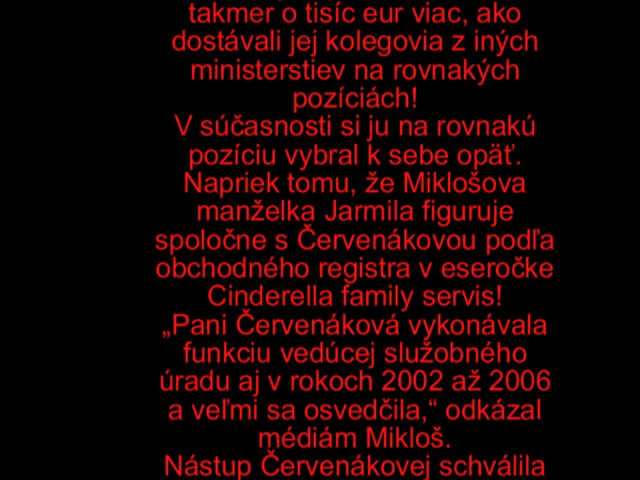 takmer o tisíc eur viac, ako
dostávali jej kolegovia z iných
ministerstiev na rovnakých
pozíciách!
V súčasnosti si ju na rovnakú
pozíciu vybral k sebe opäť.
Napriek tomu, že Miklošova
manželka Jarmila figuruje
spoločne s Červenákovou podľa
obchodného registra v eseročke
Cinderella family servis!
„Pani Červenáková vykonávala
funkciu vedúcej služobného
úradu aj v rokoch 2002 až 2006
a veľmi sa osvedčila,“ odkázal
médiám Mikloš.
Nástup Červenákovej schválila